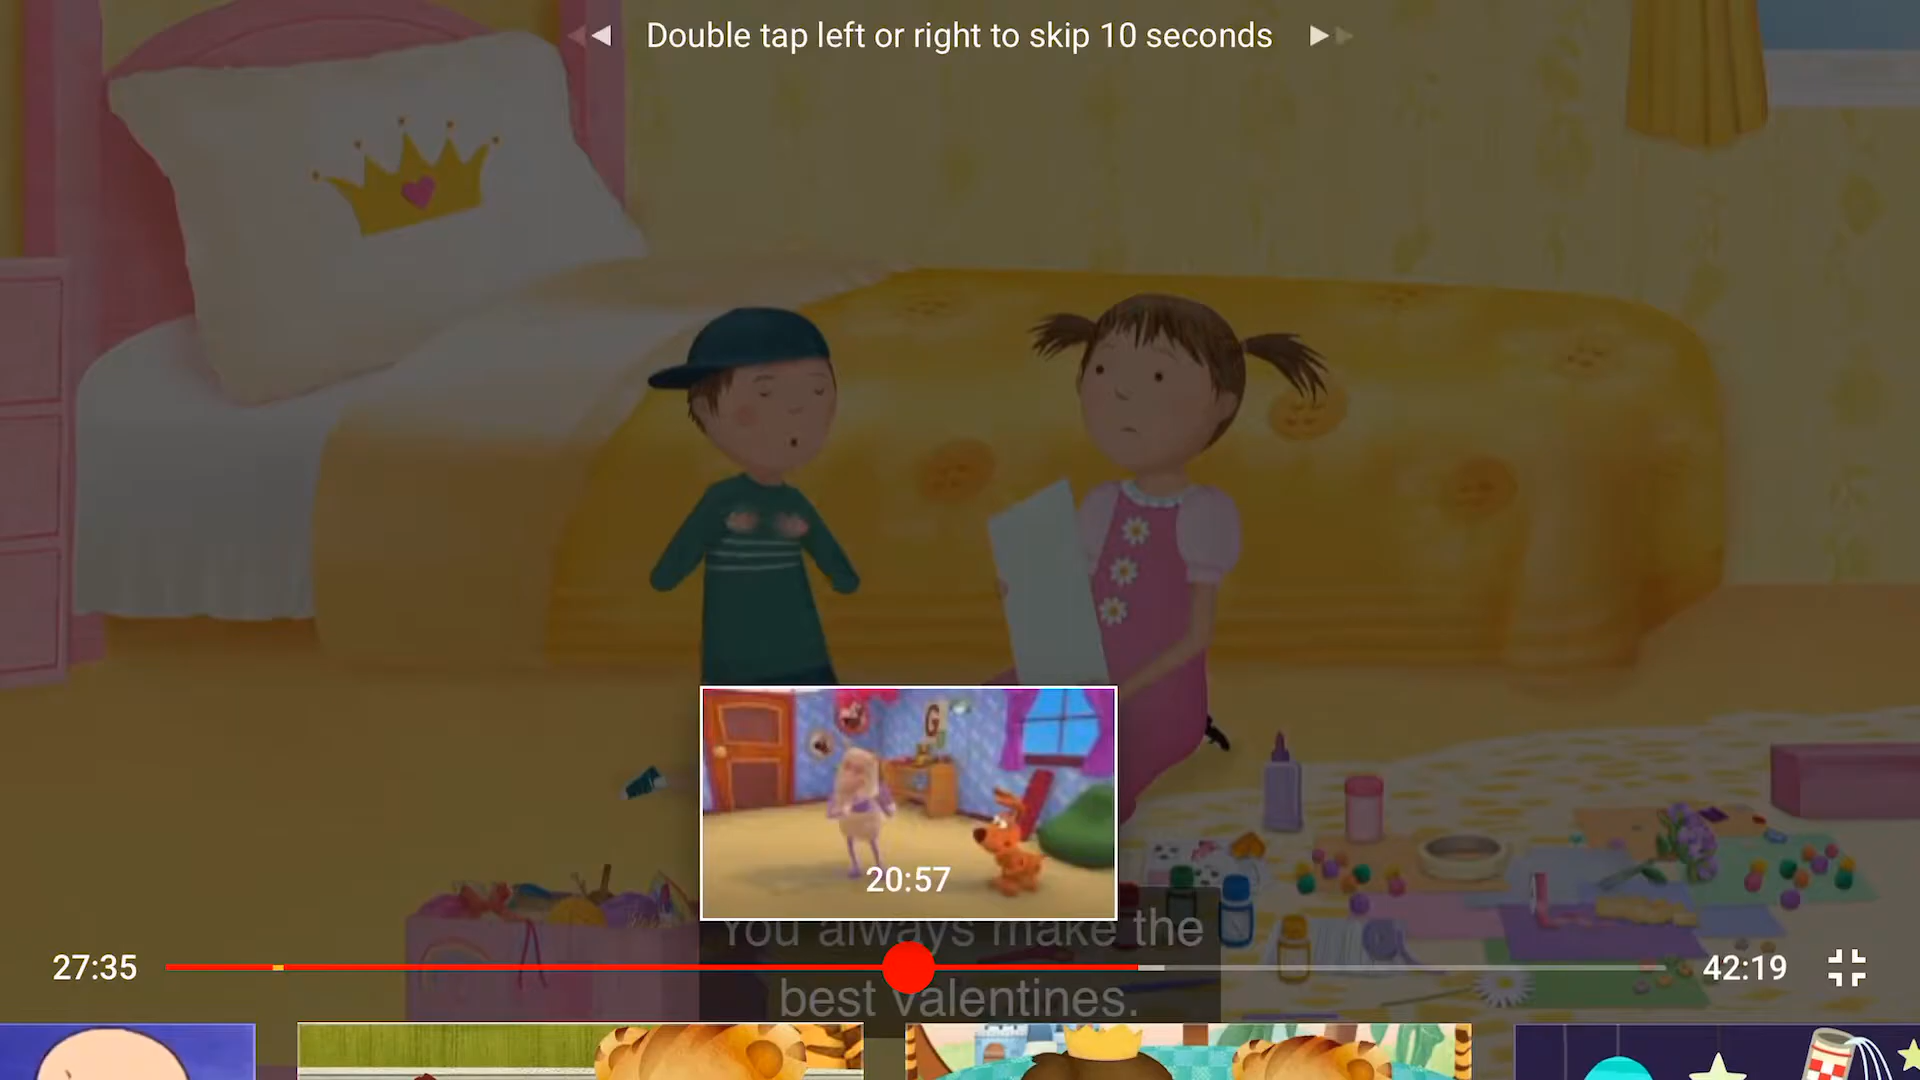 Double tap left or right to skip 10 seconds
G
20:57
You always make the
27:35
42:19
best valentines.